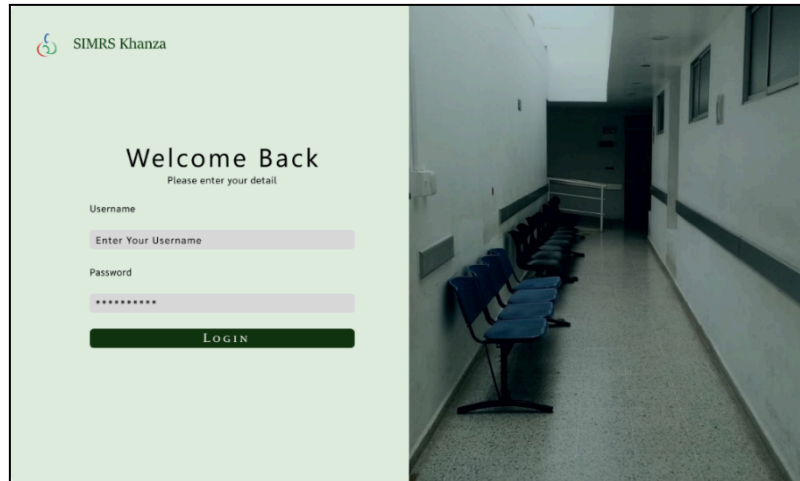 SIMRS Khanza
Welcome Back
Please enter your detail
Username
Enter Your Username
Password
**********
LOGIN